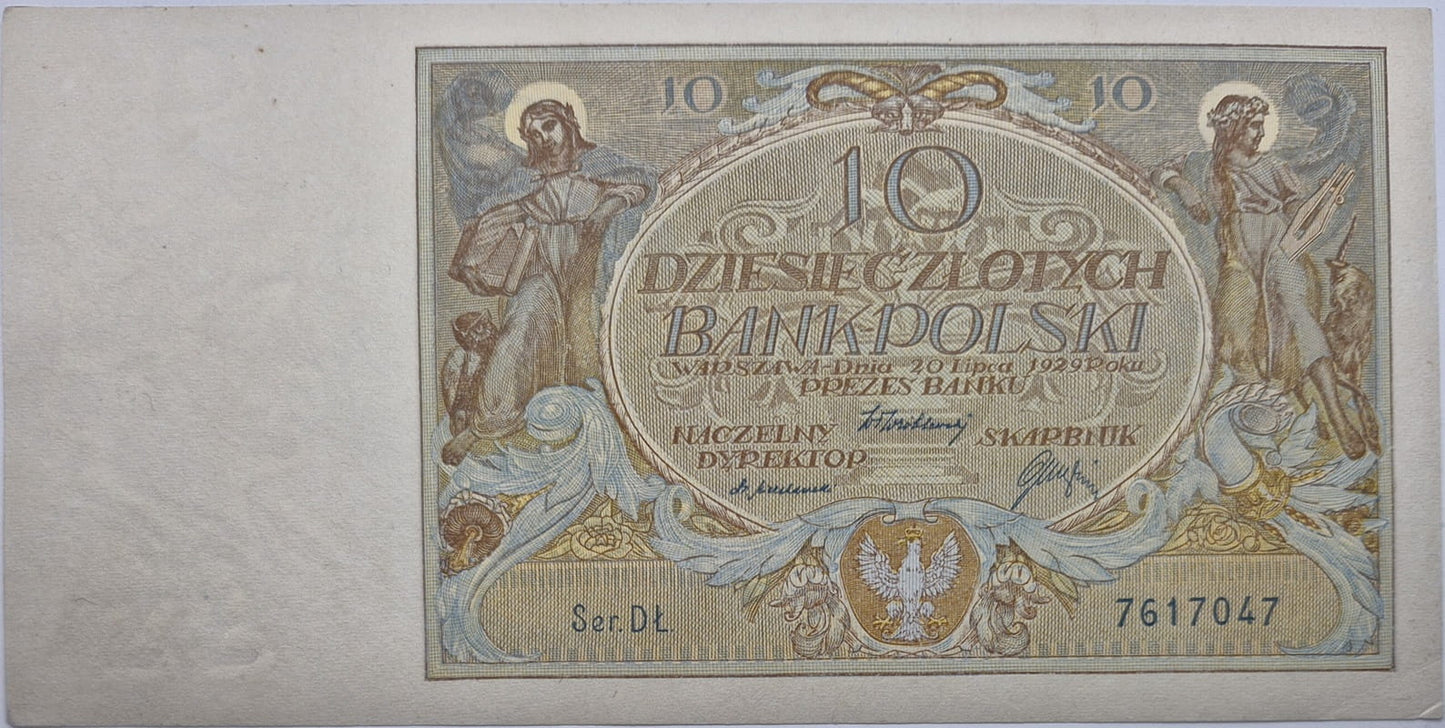 10 10
10
DZIESIĘĆ ZŁOTYCH
BANK POLSKI
WARSZAWA-Dnia 20 Lipca 1929 Roku
PREZES BANKU
NACZELNY SKARBNIK
DYREKTOR
Ser. DŁ. 7617047